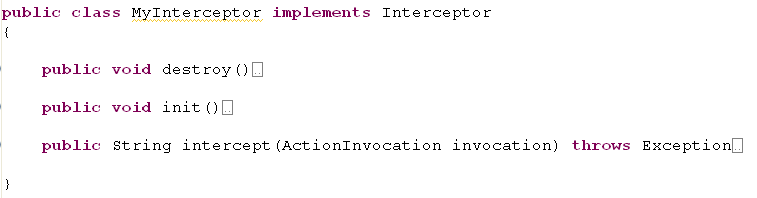 public class MyInterceptor implements Interceptor
{
public void destroy()..
public void init()..
public String intercept(ActionInvocation invocation) throws Exception..
}